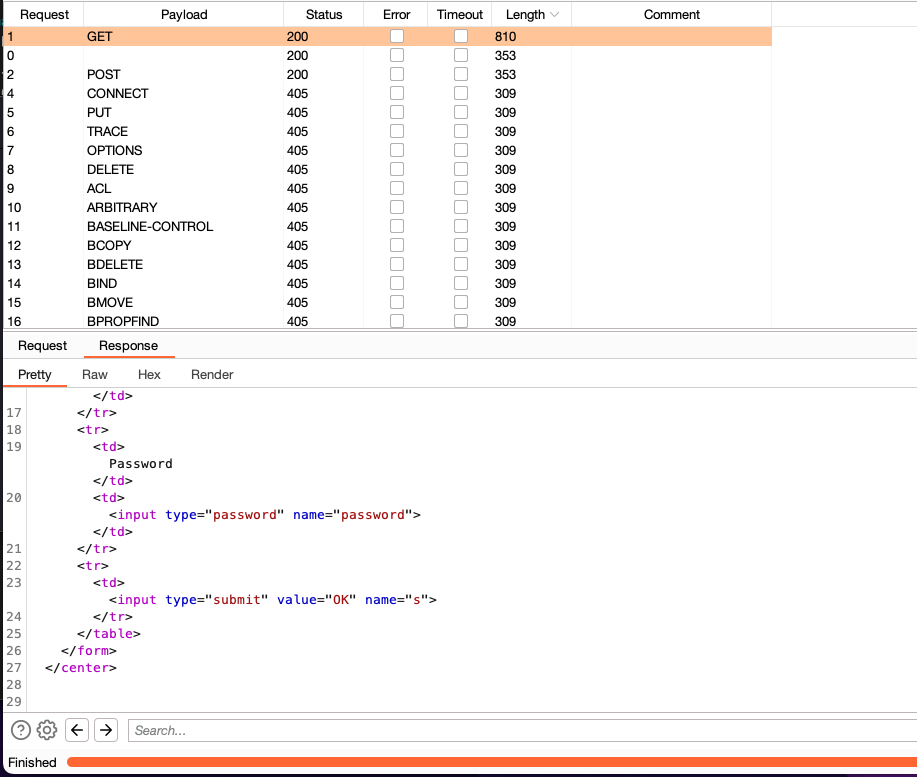 Request Payload Status Error Timeout Length Comment
1 GET 200 810
0 200 353
2 POST 200 353
4 CONNECT 405 309
5 PUT 405 309
6 TRACE 405 309
7 OPTIONS 405 309
8 DELETE 405 309
9 ACL 405 309
10 ARBITRARY 405 309
11 BASELINE-CONTROL 405 309
12 BCOPY 405 309
13 BDELETE 405 309
14 BIND 405 309
15 BMOVE 405 309
16 BPROPFIND 405 309
Request Response
Pretty Raw Hex Render
</td>
17 </tr>
18 <tr>
19 <td>
Password
</td>
20 <td>
<input type="password" name="password">
</td>
21 </tr>
22 <tr>
23 <td>
<input type="submit" value="OK" name="s">
24 </tr>
25 </table>
26 </form>
27 </center>
28
29
Search...
Finished